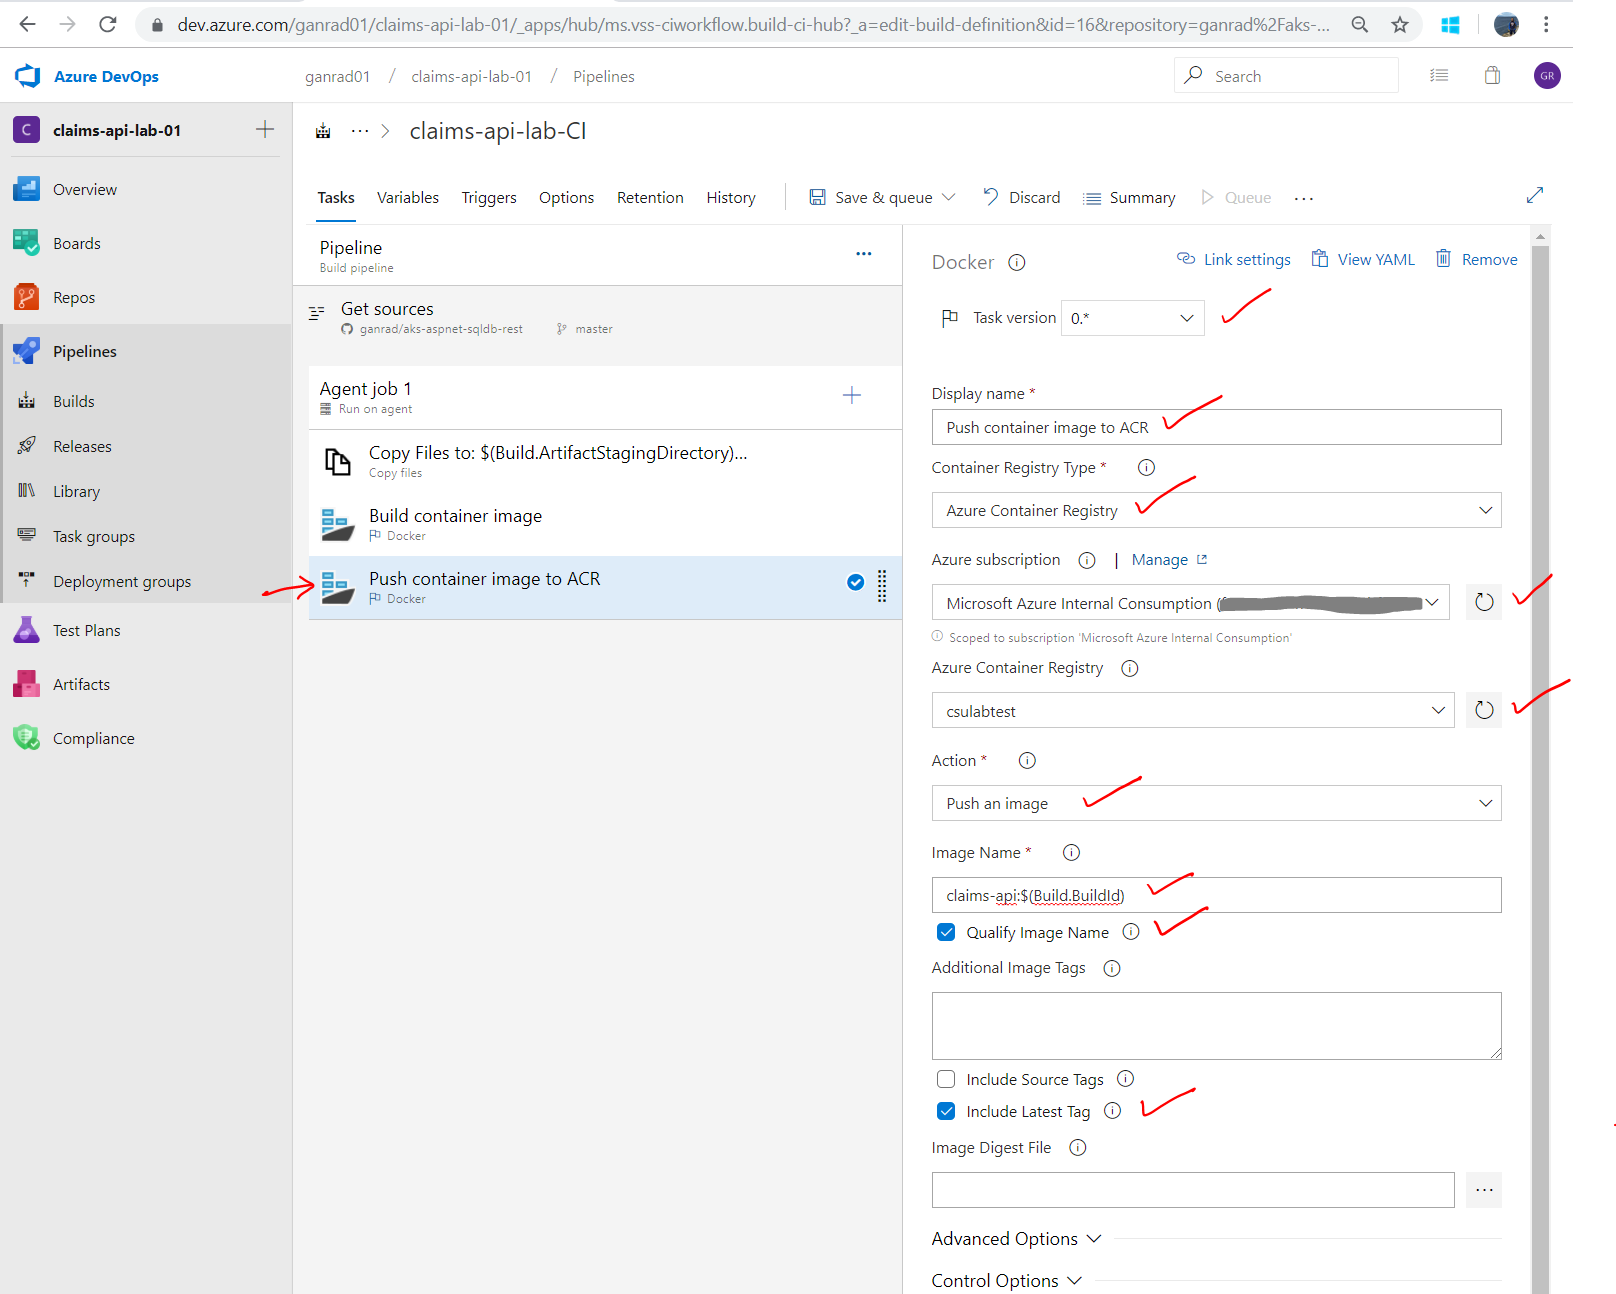 dev.azure.com/ganrad01/claims-api-lab-01/_apps/hub/ms.vss-ciworkflow.build-ci-hub?_a=edit-build-definition&id=16&repository=ganrad%2Faks-...
Azure DevOps
ganrad01 / claims-api-lab-01 / Pipelines
Search
GR
C claims-api-lab-01
Overview
Boards
Repos
Pipelines
Builds
Releases
Library
Task groups
Deployment groups
Test Plans
Artifacts
Compliance
... > claims-api-lab-CI
Tasks Variables Triggers Options Retention History Save & queue Discard Summary Queue ...
Pipeline
Build pipeline
...
Get sources
ganrad/aks-aspnet-sqldb-rest master
Agent job 1
Run on agent
Copy Files to: $(Build.ArtifactStagingDirectory)...
Copy files
Build container image
Docker
Push container image to ACR
Docker
Docker Link settings View YAML Remove
Task version 0.*
Display name *
Push container image to ACR
Container Registry Type *
Azure Container Registry
Azure subscription | Manage
Microsoft Azure Internal Consumption (
Scoped to subscription 'Microsoft Azure Internal Consumption'
Azure Container Registry
csulabtest
Action *
Push an image
Image Name *
claims-api:$(Build.BuildId)
Qualify Image Name
Additional Image Tags
Include Source Tags
Include Latest Tag
Image Digest File
...
Advanced Options
Control Options